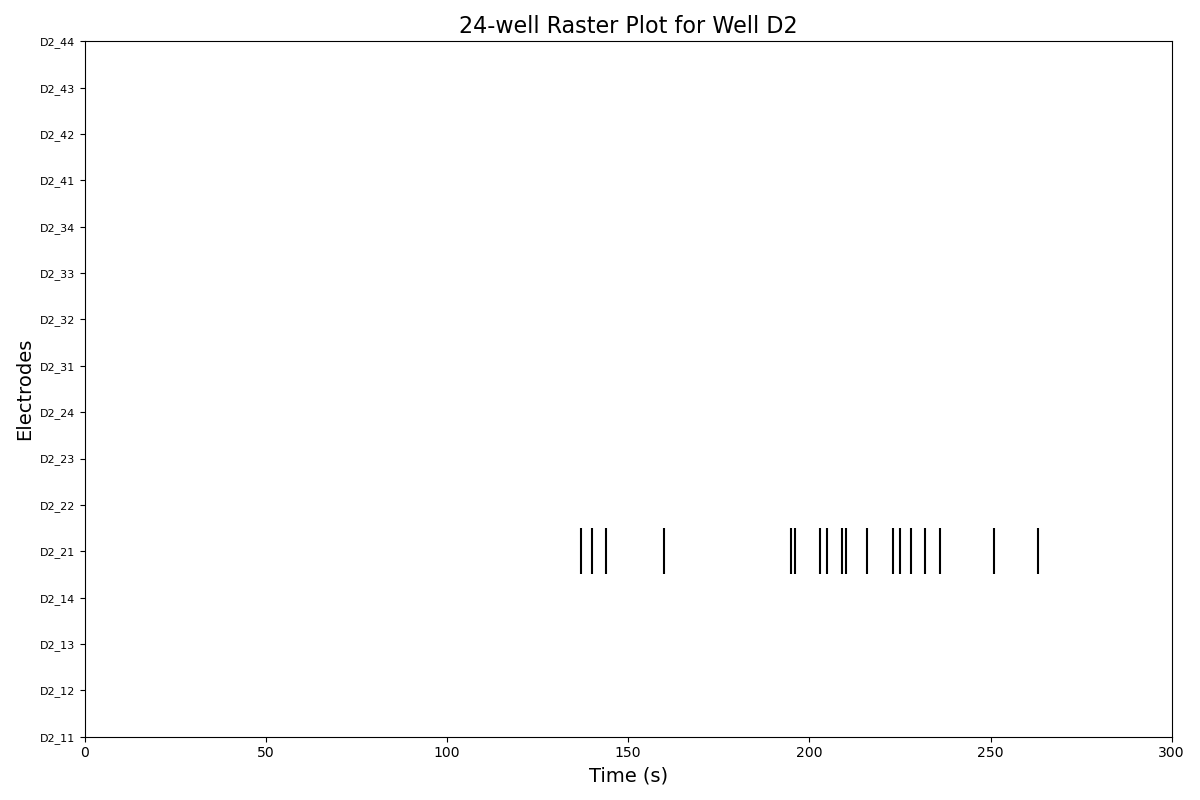 24-well Raster Plot for Well D2
D2_44
D2_43
D2_42
D2_41
D2_34
D2_33
D2_32
D2_31
D2_24
D2_23
D2_22
D2_21
D2_14
D2_13
D2_12
D2_11
Electrodes
0 50 100 150 200 250 300
Time (s)